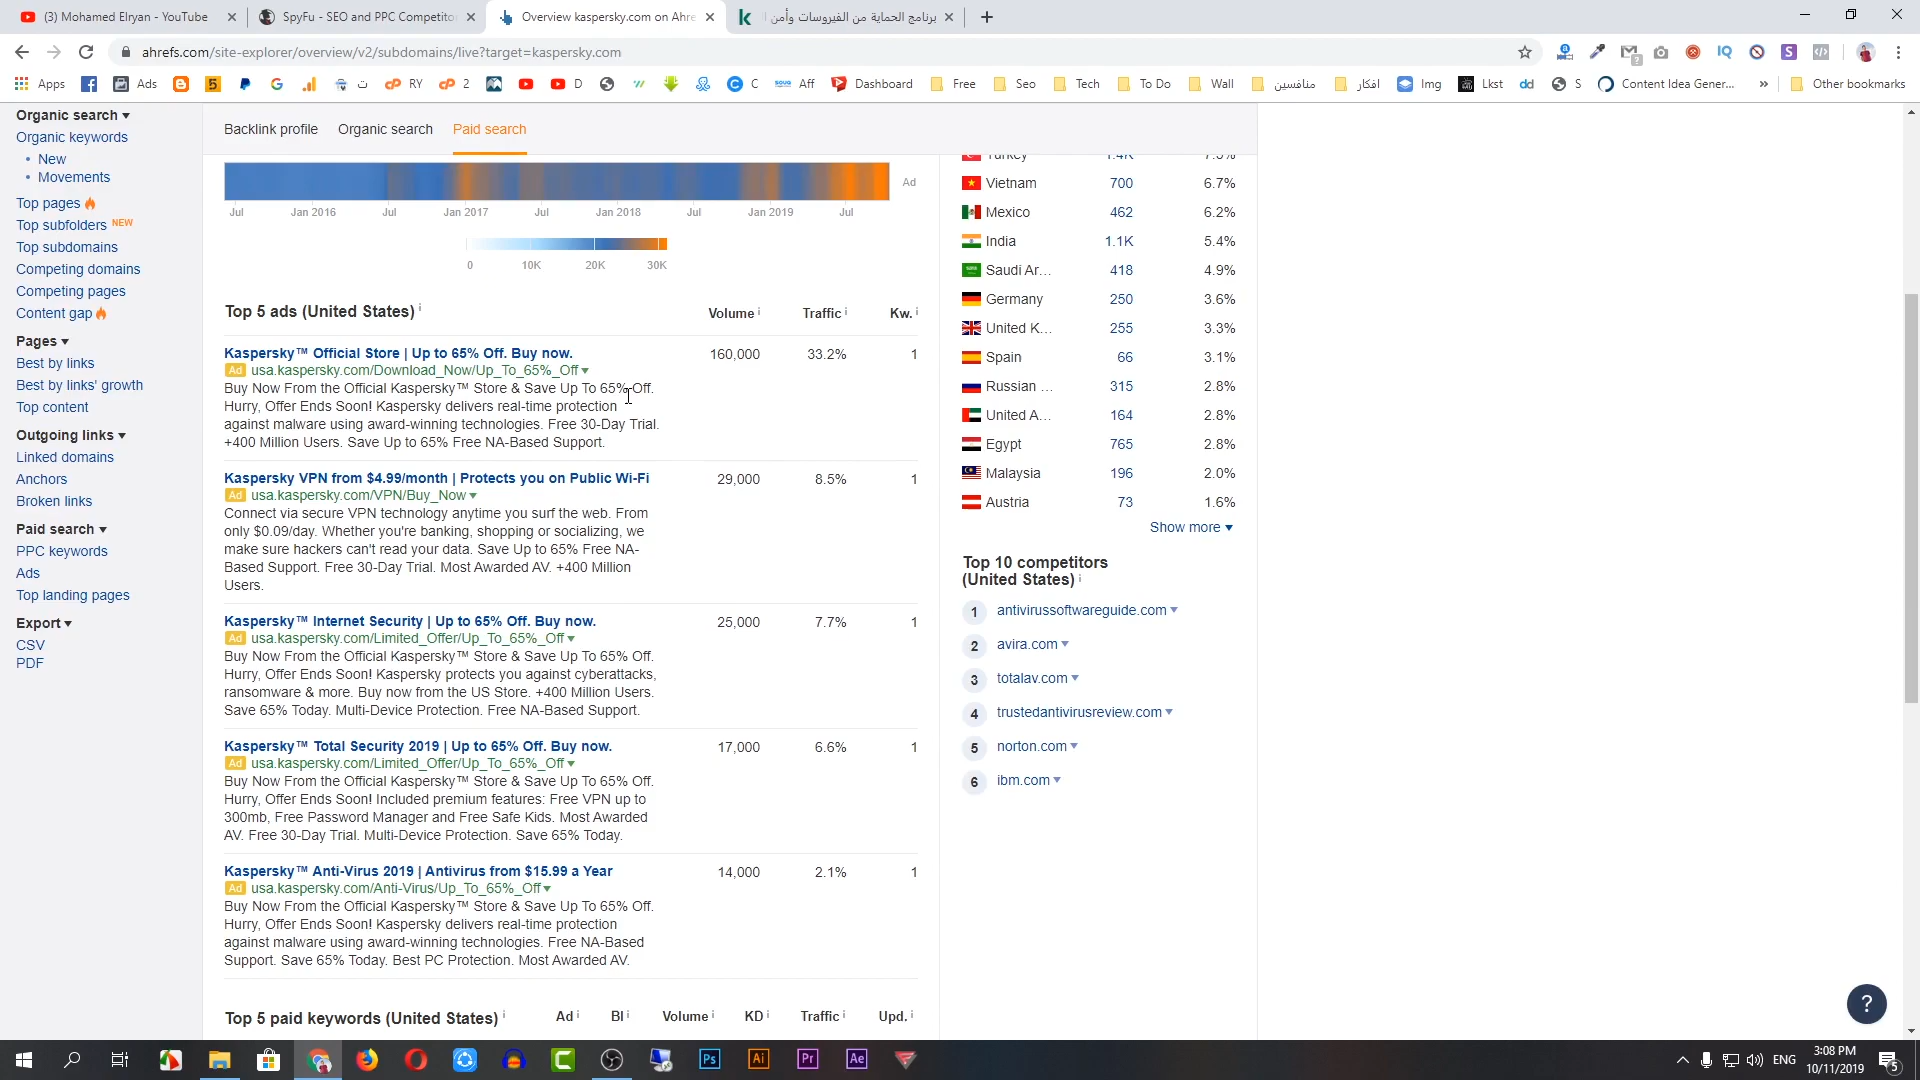 (3) Mohamed Elryan - YouTube
SpyFu - SEO and PPC Competitor
Overview kaspersky.com on Ahre
برنامج الحماية من الفيروسات وأمن ا
ahrefs.com/site-explorer/overview/v2/subdomains/live?target=kaspersky.com
Apps
Ads
ت
RY
2
D
C
Aff
Dashboard
Free
Seo
Tech
To Do
Wall
منافسين
افكار
Img
Lkst
S
Content Idea Gener...
»
Other bookmarks
Organic search
Organic keywords
New
Movements
Top pages
Top subfolders NEW
Top subdomains
Competing domains
Competing pages
Content gap
Pages
Best by links
Best by links' growth
Top content
Outgoing links
Linked domains
Anchors
Broken links
Paid search
PPC keywords
Ads
Top landing pages
Export
CSV
PDF
Backlink profile
Organic search
Paid search
Ad
Jul
Jan 2016
Jul
Jan 2017
Jul
Jan 2018
Jul
Jan 2019
Jul
0
10K
20K
30K
Top 5 ads (United States) i
Volume i
Traffic i
Kw. i
Kaspersky™ Official Store | Up to 65% Off. Buy now.
160,000
33.2%
1
Ad usa.kaspersky.com/Download_Now/Up_To_65%_Off
Buy Now From the Official Kaspersky™ Store & Save Up To 65% Off.
Hurry, Offer Ends Soon! Kaspersky delivers real-time protection
against malware using award-winning technologies. Free 30-Day Trial.
+400 Million Users. Save Up to 65% Free NA-Based Support.
Kaspersky VPN from $4.99/month | Protects you on Public Wi-Fi
29,000
8.5%
1
Ad usa.kaspersky.com/VPN/Buy_Now
Connect via secure VPN technology anytime you surf the web. From
only $0.09/day. Whether you're banking, shopping or socializing, we
make sure hackers can't read your data. Save Up to 65% Free NA-
Based Support. Free 30-Day Trial. Most Awarded AV. +400 Million
Users.
Kaspersky™ Internet Security | Up to 65% Off. Buy now.
25,000
7.7%
1
Ad usa.kaspersky.com/Limited_Offer/Up_To_65%_Off
Buy Now From the Official Kaspersky™ Store & Save Up To 65% Off.
Hurry, Offer Ends Soon! Kaspersky protects you against cyberattacks,
ransomware & more. Buy now from the US Store. +400 Million Users.
Save 65% Today. Multi-Device Protection. Free NA-Based Support.
Kaspersky™ Total Security 2019 | Up to 65% Off. Buy now.
17,000
6.6%
1
Ad usa.kaspersky.com/Limited_Offer/Up_To_65%_Off
Buy Now From the Official Kaspersky™ Store & Save Up To 65% Off.
Hurry, Offer Ends Soon! Included premium features: Free VPN up to
300mb, Free Password Manager and Free Safe Kids. Most Awarded
AV. Free 30-Day Trial. Multi-Device Protection. Save 65% Today.
Kaspersky™ Anti-Virus 2019 | Antivirus from $15.99 a Year
14,000
2.1%
1
Ad usa.kaspersky.com/Anti-Virus/Up_To_65%_Off
Buy Now From the Official Kaspersky™ Store & Save Up To 65% Off.
Hurry, Offer Ends Soon! Kaspersky delivers real-time protection
against malware using award-winning technologies. Free NA-Based
Support. Save 65% Today. Best PC Protection. Most Awarded AV.
Top 5 paid keywords (United States) i
Ad i
Bl i
Volume i
KD i
Traffic i
Upd. i
Turkey 1.4K 7.3%
Vietnam 700 6.7%
Mexico 462 6.2%
India 1.1K 5.4%
Saudi Ar... 418 4.9%
Germany 250 3.6%
United K... 255 3.3%
Spain 66 3.1%
Russian ... 315 2.8%
United A... 164 2.8%
Egypt 765 2.8%
Malaysia 196 2.0%
Austria 73 1.6%
Show more
Top 10 competitors
(United States) i
1 antivirussoftwareguide.com
2 avira.com
3 totalav.com
4 trustedantivirusreview.com
5 norton.com
6 ibm.com
?
Ps
Ai
Pr
Ae
ENG
3:08 PM
10/11/2019
5